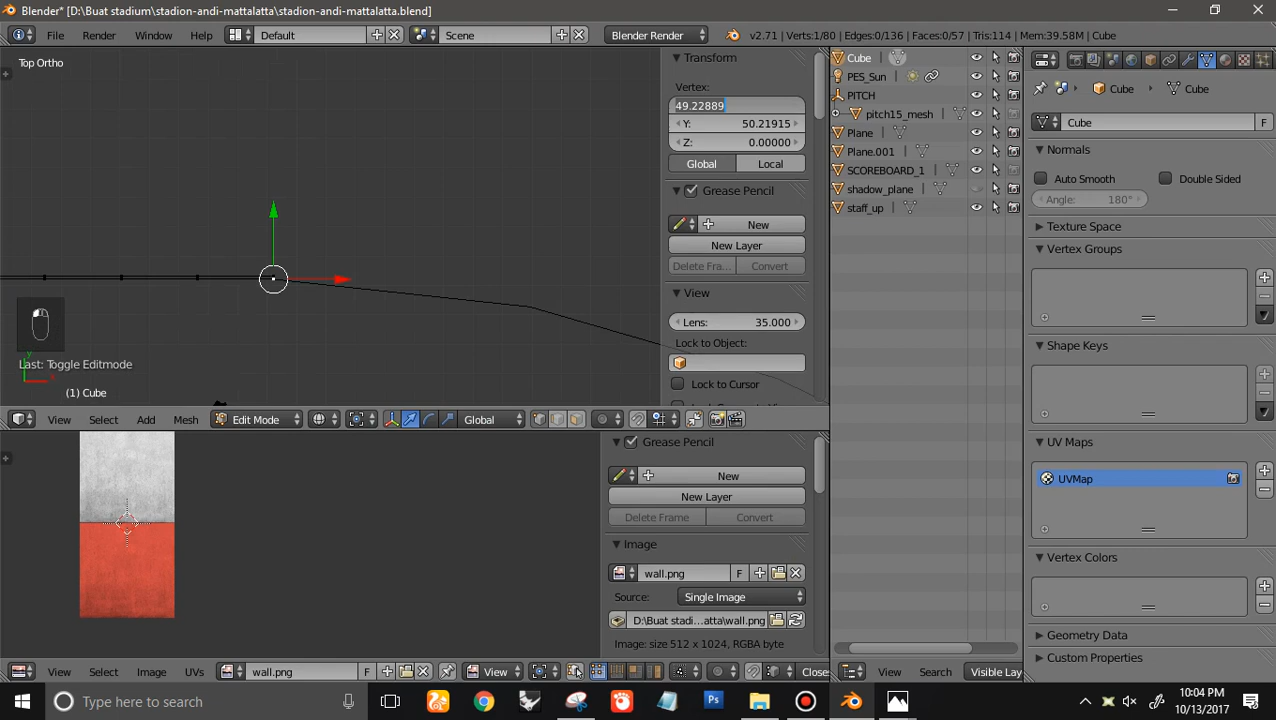 Blender* [D:\Buat stadium\stadion-andi-mattalatta\stadion-andi-mattalatta.blend]
File Render Window Help Default Scene Blender Render v2.71 | Verts:1/80 | Edges:0/136 | Faces:0/57 | Tris:114 | Mem:39.58M | Cube
Top Ortho
Last: Toggle Editmode
(1) Cube
Transform
Vertex:
49.22889
Y: 50.21915
Z: 0.00000
Global Local
Grease Pencil
New
New Layer
Delete Fra... Convert
View
Lens: 35.000
Lock to Object:
Lock to Cursor
View Select Add Mesh Edit Mode Global
Grease Pencil
New
New Layer
Delete Frame Convert
Image
wall.png F
Source: Single Image
D:\Buat stadi...atta\wall.png
Image: size 512 x 1024, RGBA byte
View Select Image UVs wall.png F View Closes
Cube
PES_Sun
PITCH
pitch15_mesh
Plane
Plane.001
SCOREBOARD_1
shadow_plane
staff_up
View Search Visible Lay
Cube Cube
Cube F
Normals
Auto Smooth Double Sided
Angle: 180°
Texture Space
Vertex Groups
Shape Keys
UV Maps
UVMap
Vertex Colors
Geometry Data
Custom Properties
Type here to search
Ps
10:04 PM
10/13/2017